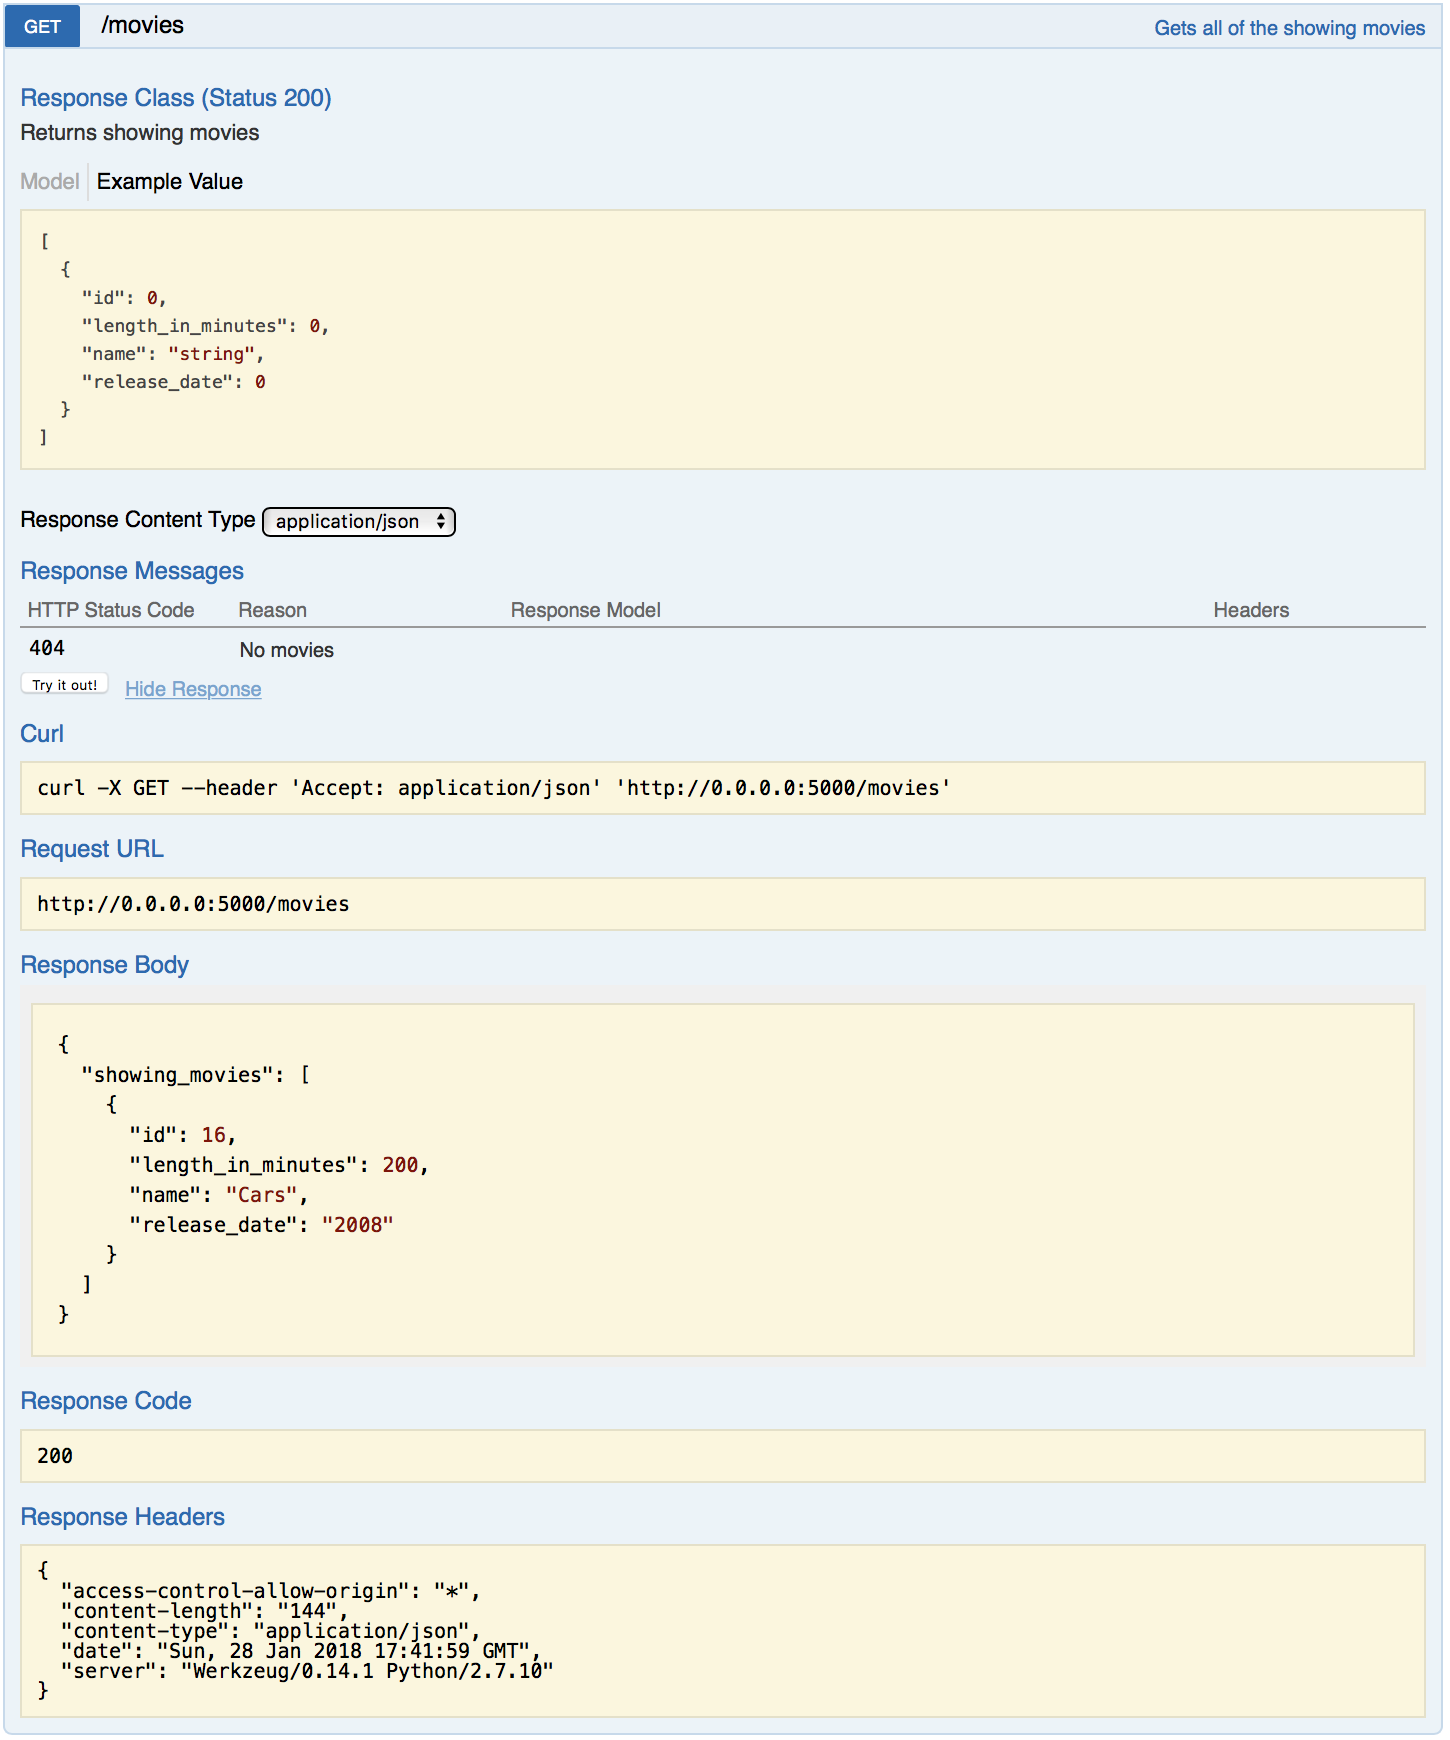 GET /movies Gets all of the showing movies
Response Class (Status 200)
Returns showing movies
Model Example Value
[
  {
    "id": 0,
    "length_in_minutes": 0,
    "name": "string",
    "release_date": 0
  }
]
Response Content Type application/json
Response Messages
HTTP Status Code Reason Response Model Headers
404 No movies
Try it out! Hide Response
Curl
curl -X GET --header 'Accept: application/json' 'http://0.0.0.0:5000/movies'
Request URL
http://0.0.0.0:5000/movies
Response Body
{
  "showing_movies": [
    {
      "id": 16,
      "length_in_minutes": 200,
      "name": "Cars",
      "release_date": "2008"
    }
  ]
}
Response Code
200
Response Headers
{
  "access-control-allow-origin": "*",
  "content-length": "144",
  "content-type": "application/json",
  "date": "Sun, 28 Jan 2018 17:41:59 GMT",
  "server": "Werkzeug/0.14.1 Python/2.7.10"
}